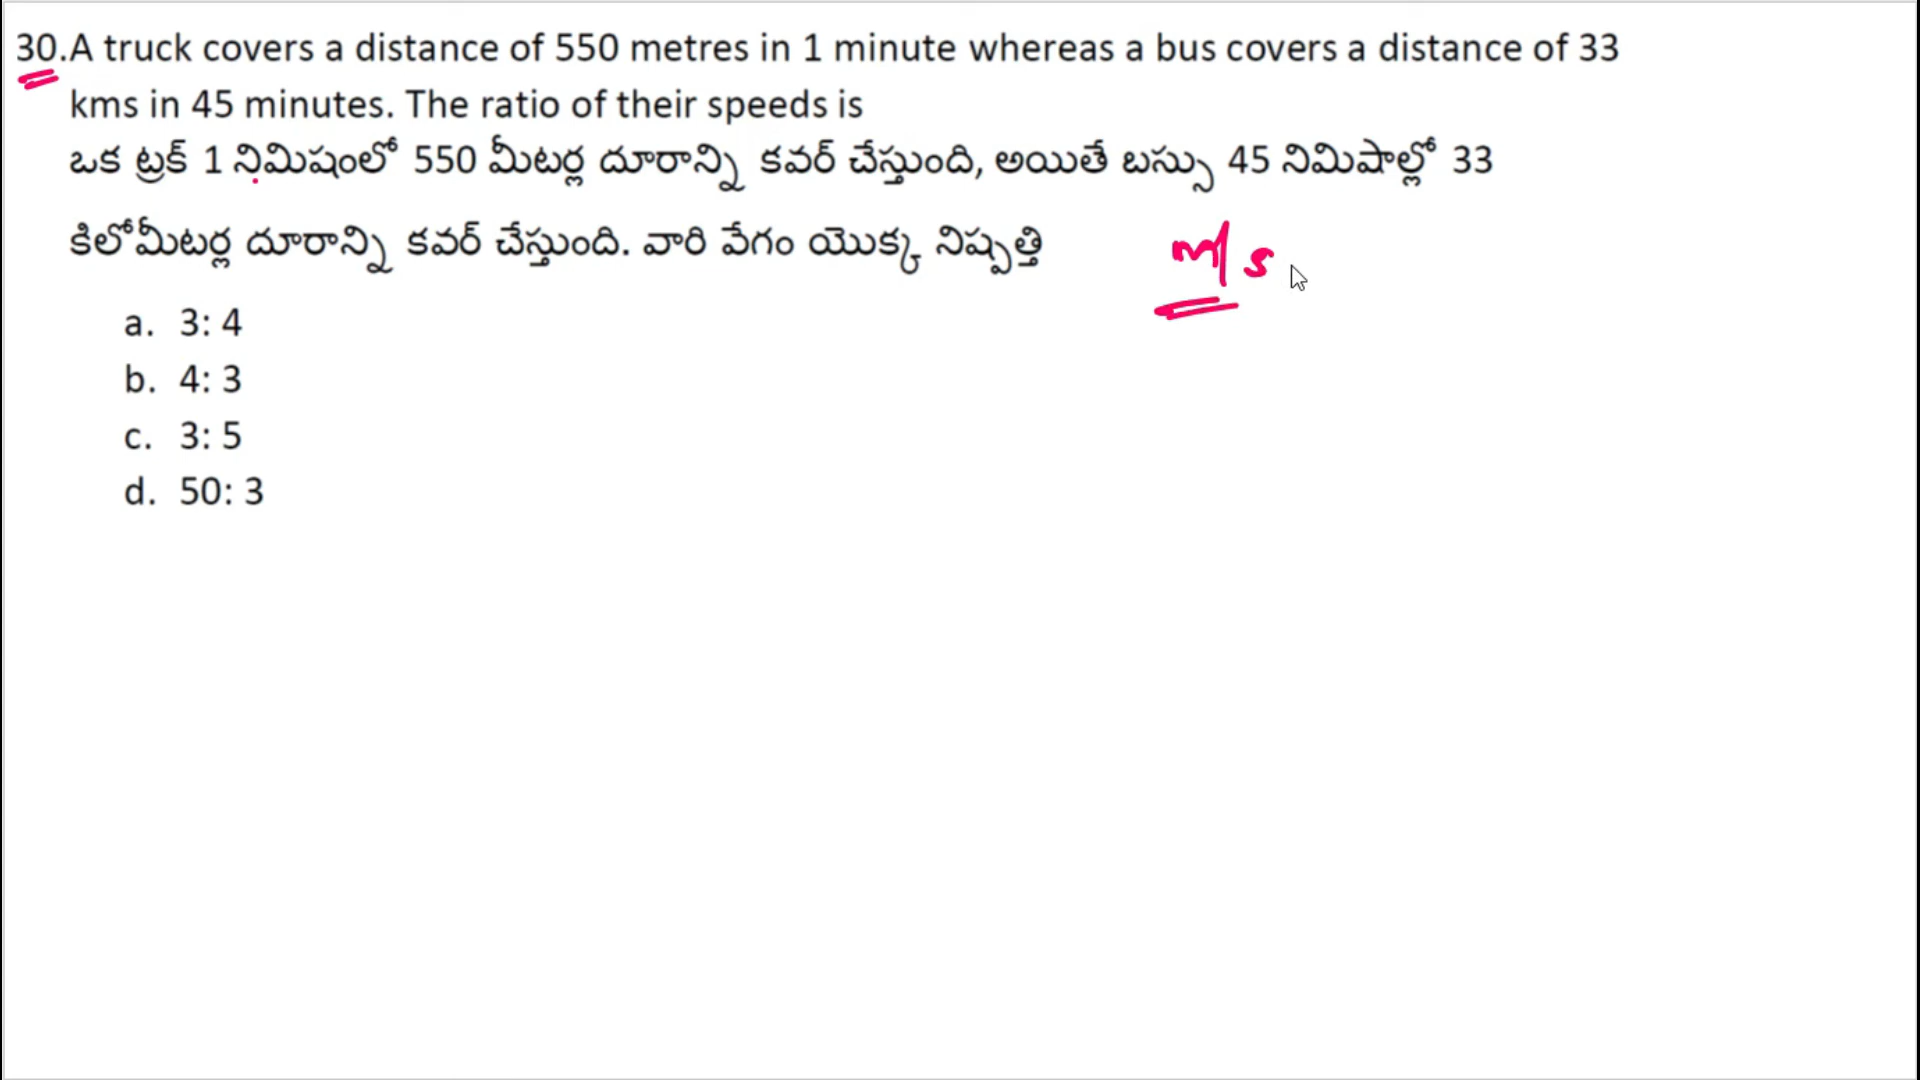 30.A truck covers a distance of 550 metres in 1 minute whereas a bus covers a distance of 33
kms in 45 minutes. The ratio of their speeds is
ఒక ట్రక్ 1 నిమిషంలో 550 మీటర్ల దూరాన్ని కవర్ చేస్తుంది, అయితే బస్సు 45 నిమిషాల్లో 33
కిలోమీటర్ల దూరాన్ని కవర్ చేస్తుంది. వారి వేగం యొక్క నిష్పత్తి
m/s
a. 3: 4
b. 4: 3
c. 3: 5
d. 50: 3